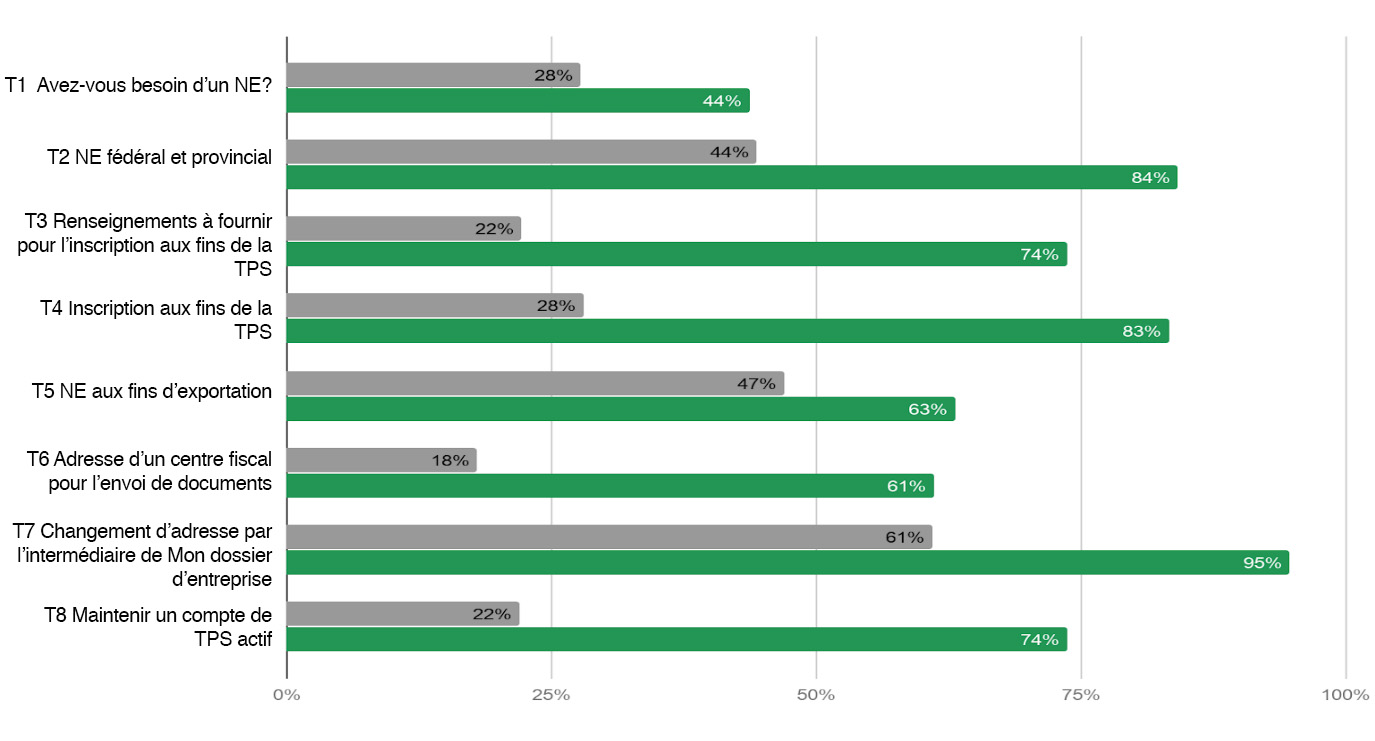 T1 Avez-vous besoin d’un NE?
28%
44%
T2 NE fédéral et provincial
44%
84%
T3 Renseignements à fournir
pour l’inscription aux fins de la
TPS
22%
74%
T4 Inscription aux fins de la
TPS
28%
83%
T5 NE aux fins d’exportation
47%
63%
T6 Adresse d’un centre fiscal
pour l’envoi de documents
18%
61%
T7 Changement d’adresse par
l’intermédiaire de Mon dossier
d’entreprise
61%
95%
T8 Maintenir un compte de
TPS actif
22%
74%
0% 25% 50% 75% 100%